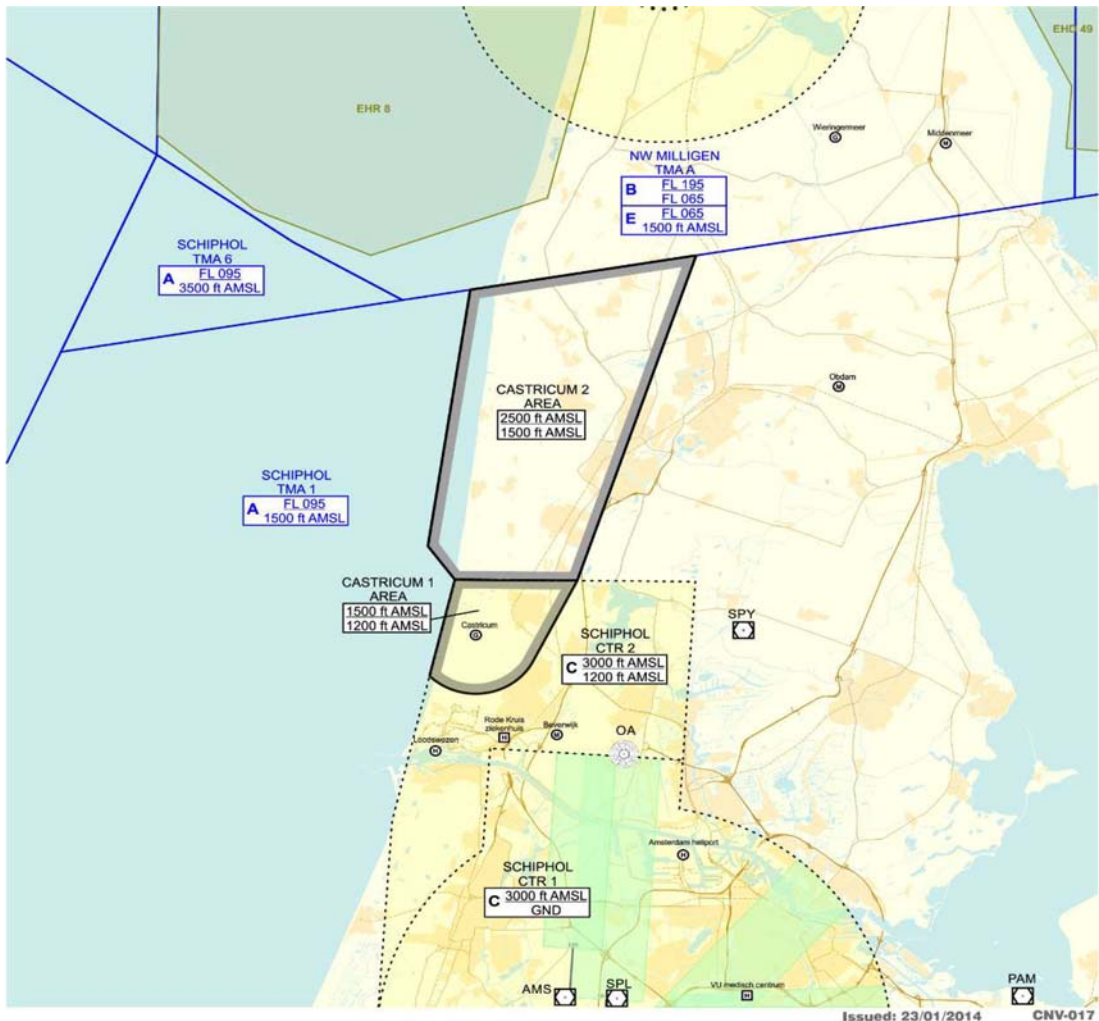 EHD 49
EHR 8
Wieringermeer
G
Middenmeer
M
NW MILLIGEN
TMA A
B FL 195
FL 065
E FL 065
1500 ft AMSL
SCHIPHOL
TMA 6
A FL 095
3500 ft AMSL
CASTRICUM 2
AREA
2500 ft AMSL
1500 ft AMSL
Obdam
M
SCHIPHOL
TMA 1
A FL 095
1500 ft AMSL
CASTRICUM 1
AREA
1500 ft AMSL
1200 ft AMSL
Castricum
G
SCHIPHOL
CTR 2
C 3000 ft AMSL
1200 ft AMSL
SPY
Rode Kruis
ziekenhuis
H
Beverwijk
M
Loodswezen
H
OA
Amsterdam heliport
H
SCHIPHOL
CTR 1
C 3000 ft AMSL
GND
AMS
SPL
VU medisch centrum
H
PAM
Issued: 23/01/2014 CNV-017